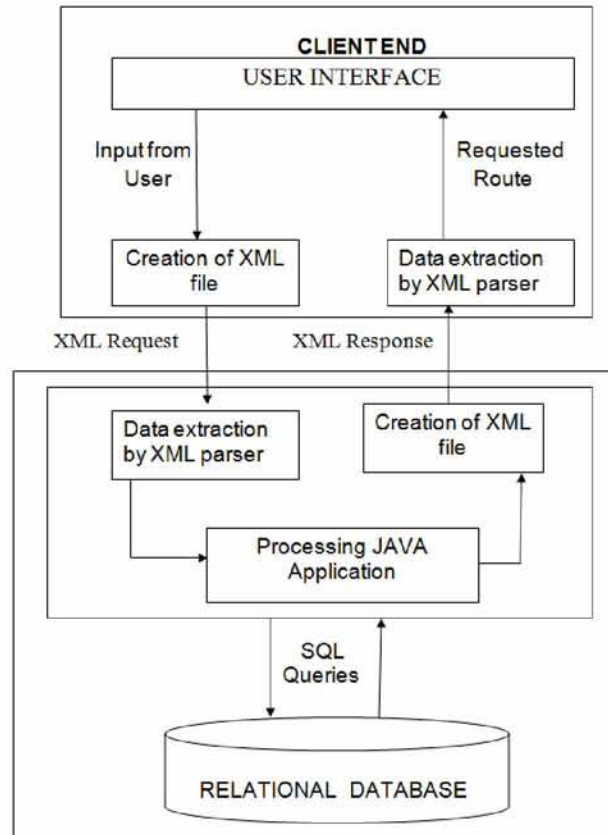 CLIENT END
USER INTERFACE
Input from
User
Requested
Route
Creation of XML
file
Data extraction
by XML parser
XML Request
XML Response
Data extraction
by XML parser
Creation of XML
file
Processing JAVA
Application
SQL
Queries
RELATIONAL DATABASE